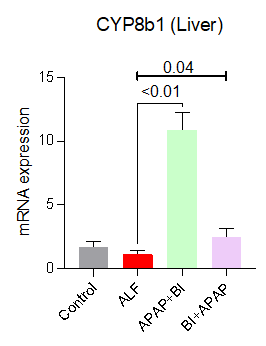 CYP8b1 (Liver)
0.04
<0.01
15
10
5
0
mRNA expression
Control
ALF
APAP+BI
BI+APAP